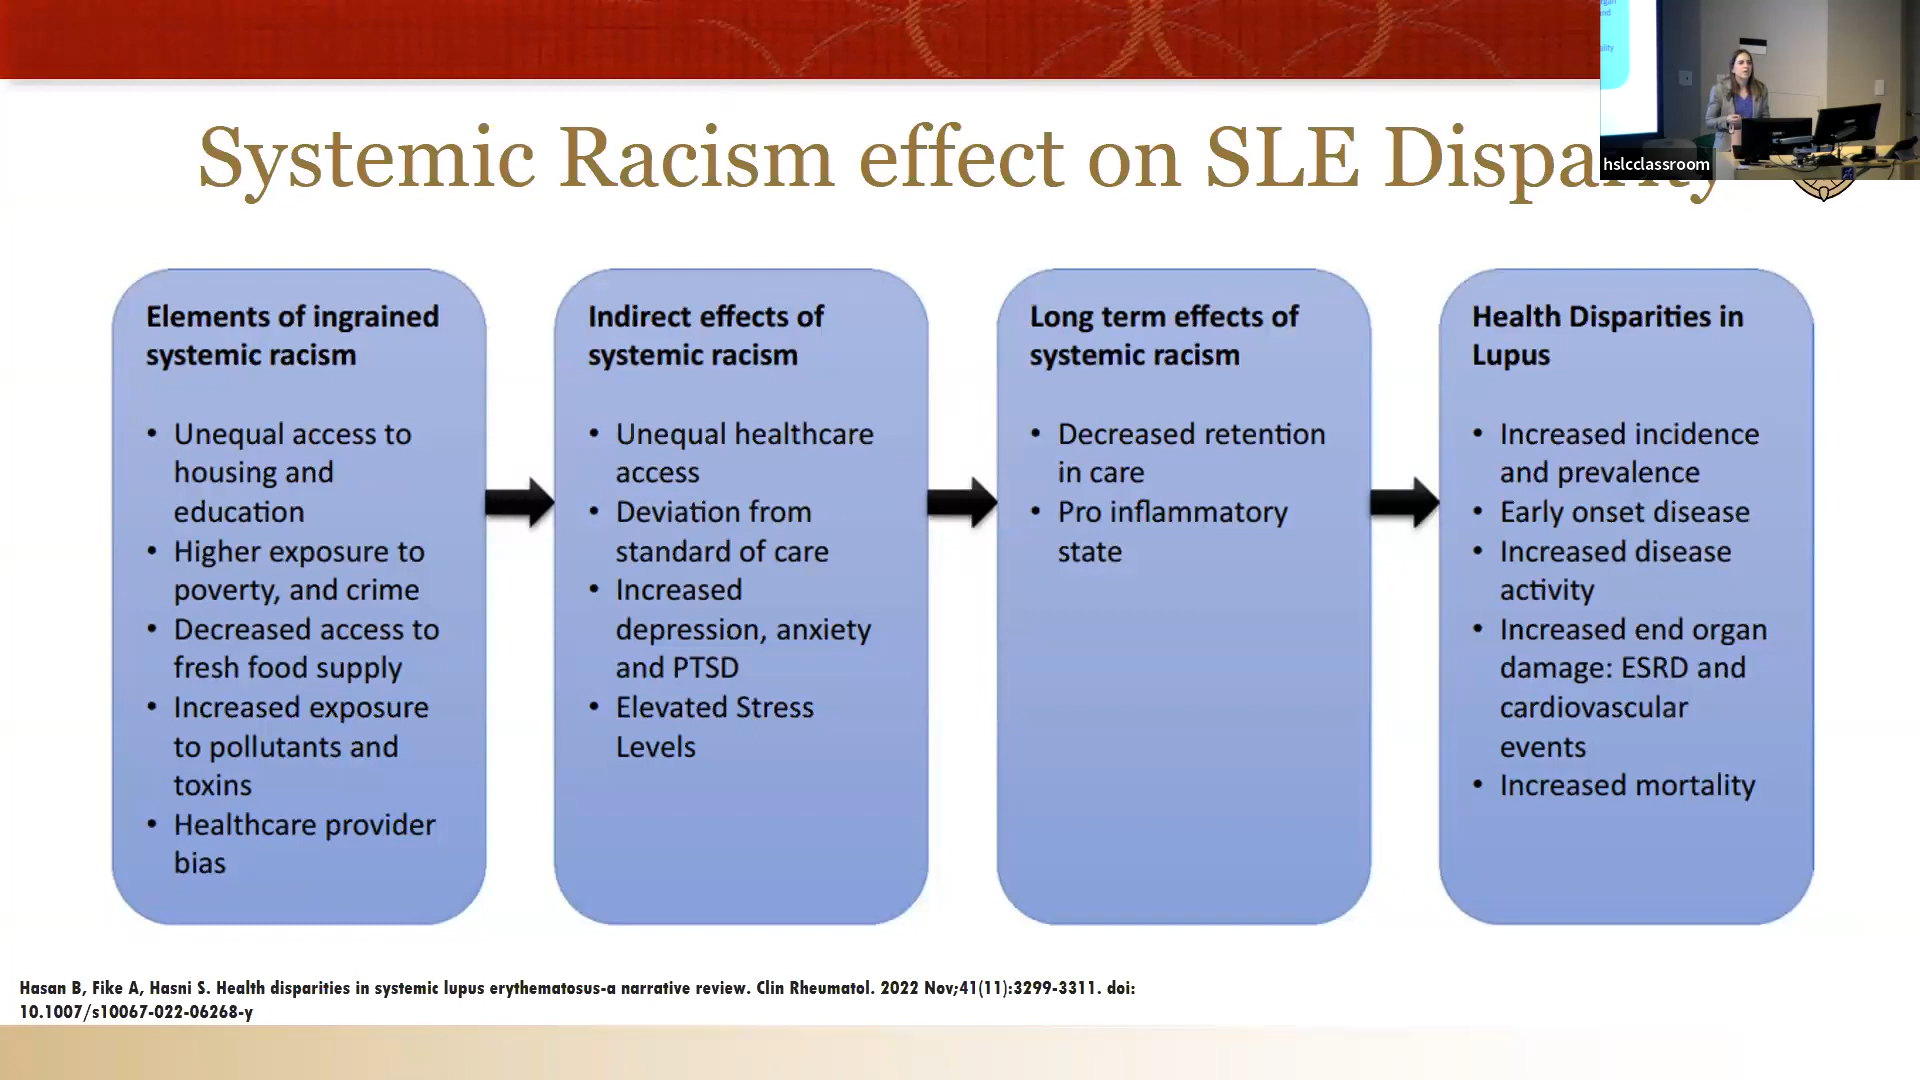 Systemic Racism effect on SLE Disparity
hslcclassroom
Elements of ingrained
systemic racism
• Unequal access to
housing and
education
• Higher exposure to
poverty, and crime
• Decreased access to
fresh food supply
• Increased exposure
to pollutants and
toxins
• Healthcare provider
bias
Indirect effects of
systemic racism
• Unequal healthcare
access
• Deviation from
standard of care
• Increased
depression, anxiety
and PTSD
• Elevated Stress
Levels
Long term effects of
systemic racism
• Decreased retention
in care
• Pro inflammatory
state
Health Disparities in
Lupus
• Increased incidence
and prevalence
• Early onset disease
• Increased disease
activity
• Increased end organ
damage: ESRD and
cardiovascular
events
• Increased mortality
Hasan B, Fike A, Hasni S. Health disparities in systemic lupus erythematosus-a narrative review. Clin Rheumatol. 2022 Nov;41(11):3299-3311. doi:
10.1007/s10067-022-06268-y